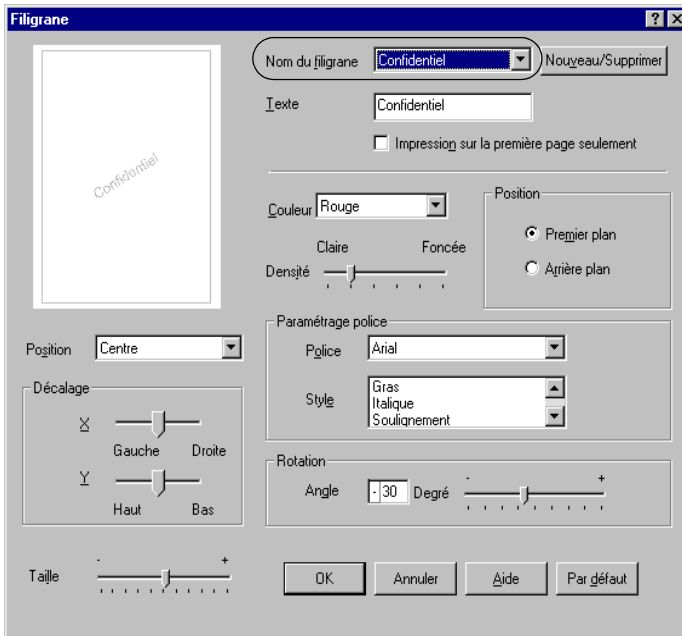 Filigrane
Confidentiel
Nom du filigrane Confidentiel Nouveau/Supprimer
Texte Confidentiel
Impression sur la première page seulement
Couleur Rouge
Claire Foncée
Densité
Position
Premier plan
Arrière plan
Position Centre
Décalage
X
Gauche Droite
Y
Haut Bas
Paramétrage police
Police Arial
Style Gras
Italique
Soulignement
Rotation
Angle - 30 Degré - +
Taille - +
OK Annuler Aide Par défaut